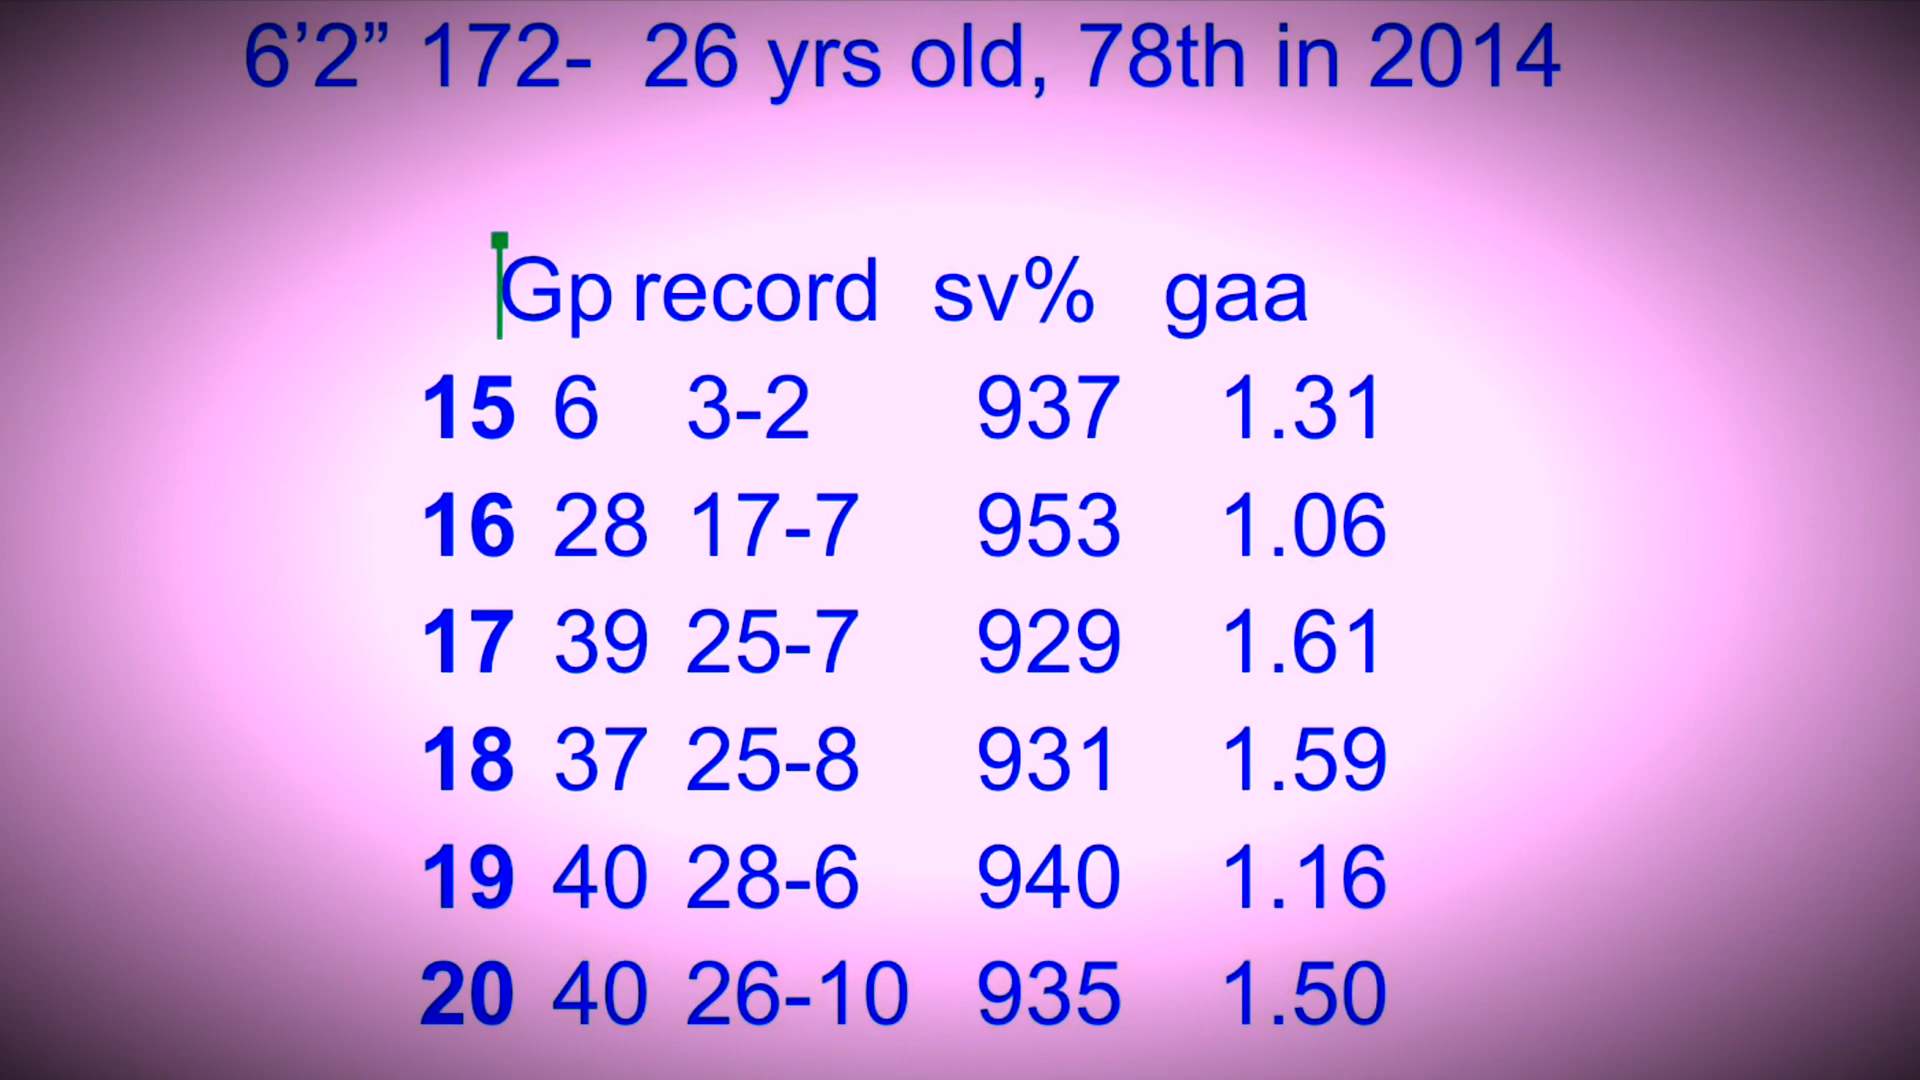 6’2” 172- 26 yrs old, 78th in 2014
Gp record sv% gaa
15 6 3-2 937 1.31
16 28 17-7 953 1.06
17 39 25-7 929 1.61
18 37 25-8 931 1.59
19 40 28-6 940 1.16
20 40 26-10 935 1.50